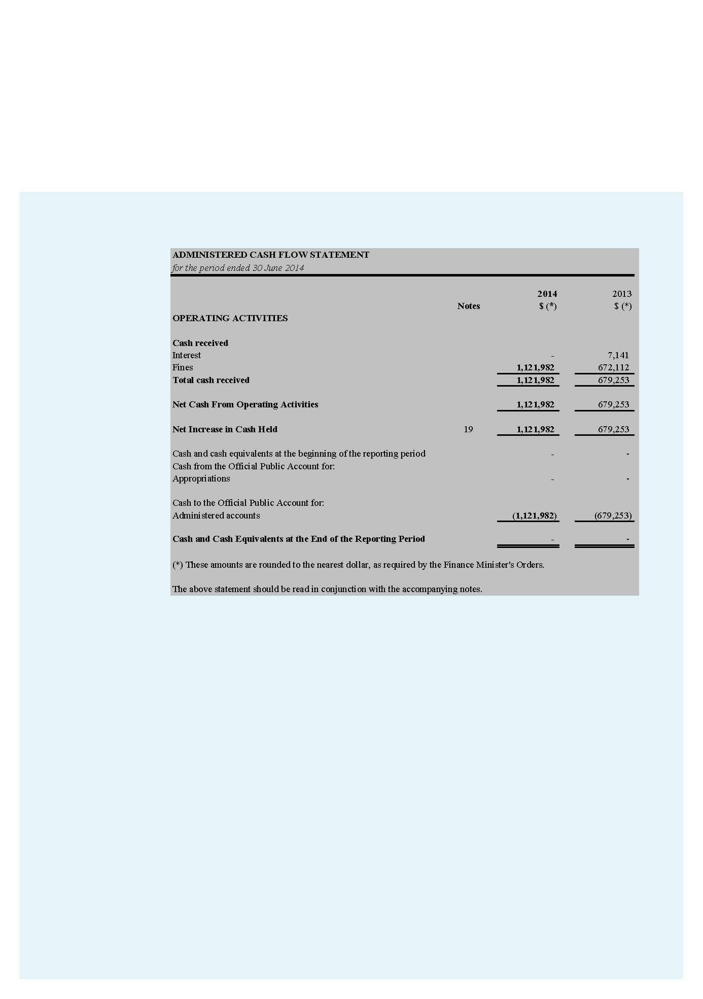 ADMINISTERED CASH FLOW STATEMENT
for the period ended 30 June 2014
2014 2013
Notes $ (*) $ (*)
OPERATING ACTIVITIES
Cash received
Interest - 7,141
Fines 1,121,982 672,112
Total cash received 1,121,982 679,253
Net Cash From Operating Activities 1,121,982 679,253
Net Increase in Cash Held 19 1,121,982 679,253
Cash and cash equivalents at the beginning of the reporting period - -
Cash from the Official Public Account for:
Appropriations - -
Cash to the Official Public Account for:
Administered accounts (1,121,982) (679,253)
Cash and Cash Equivalents at the End of the Reporting Period - -
(*) These amounts are rounded to the nearest dollar, as required by the Finance Minister's Orders.
The above statement should be read in conjunction with the accompanying notes.